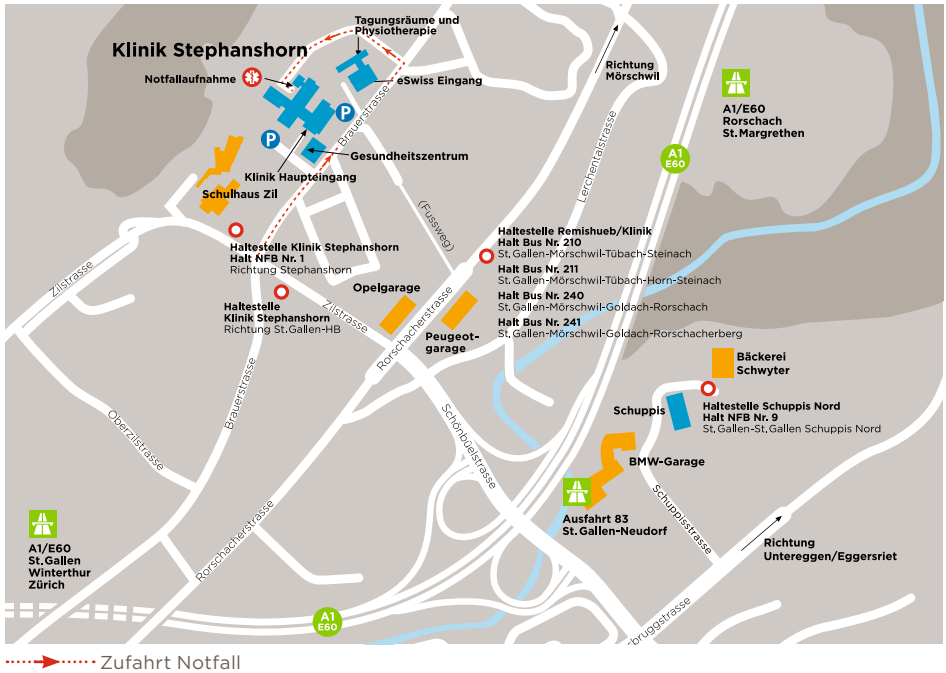 Tagungsräume und
Physiotherapie
Klinik Stephanshorn
Notfallaufnahme
eSwiss Eingang
Richtung
Mörschwil
A1/E60
Rorschach
St. Margrethen
P
P
Brauerstrasse
Gesundheitszentrum
Klinik Haupteingang
Schulhaus Zil
Lerchentalstrasse
A1
E60
(Fussweg)
Haltestelle Klinik Stephanshorn
Halt NFB Nr. 1
Richtung Stephanshorn
Haltestelle Remishueb/Klinik
Halt Bus Nr. 210
St.Gallen-Mörschwil-Tübach-Steinach
Halt Bus Nr. 211
St.Gallen-Mörschwil-Tübach-Horn-Steinach
Halt Bus Nr. 240
St.Gallen-Mörschwil-Goldach-Rorschach
Halt Bus Nr. 241
St.Gallen-Mörschwil-Goldach-Rorschacherberg
Zilstrasse
Haltestelle
Klinik Stephanshorn
Richtung St.Gallen-HB
Zilstrasse
Opelgarage
Rorschacherstrasse
Peugeot-
garage
Bäckerei
Schwyter
Schuppis
Haltestelle Schuppis Nord
Halt NFB Nr. 9
St.Gallen-St.Gallen Schuppis Nord
Brauerstrasse
Oberzilstrasse
Schönbüelstrasse
BMW-Garage
Schuppisstrasse
Ausfahrt 83
St.Gallen-Neudorf
Rorschacherstrasse
Richtung
Untereggen/Eggersriet
A1/E60
St.Gallen
Winterthur
Zürich
A1
E60
sbruggstrasse
Zufahrt Notfall